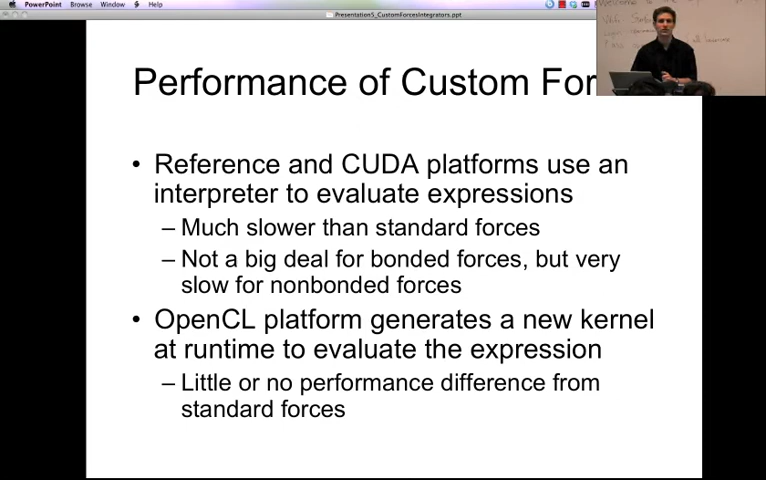 PowerPoint Browse Window Help
Presentation5_CustomForcesIntegrators.ppt
Performance of Custom For
• Reference and CUDA platforms use an
interpreter to evaluate expressions
– Much slower than standard forces
– Not a big deal for bonded forces, but very
slow for nonbonded forces
• OpenCL platform generates a new kernel
at runtime to evaluate the expression
– Little or no performance difference from
standard forces